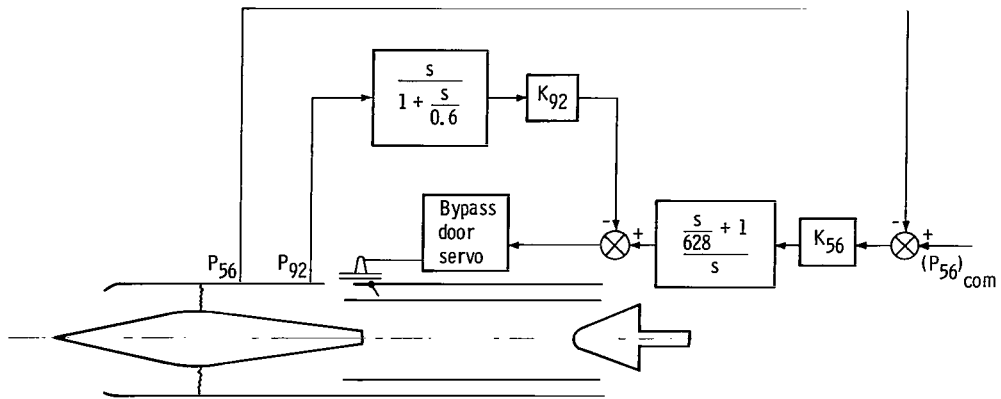 s
1 + s
0.6
K92
Bypass
door
servo
-
+
s
628 + 1
s
K56
-
+
(P56)com
P56
P92